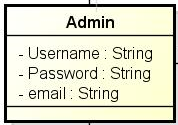 Admin
- Username : String
- Password : String
- email : String